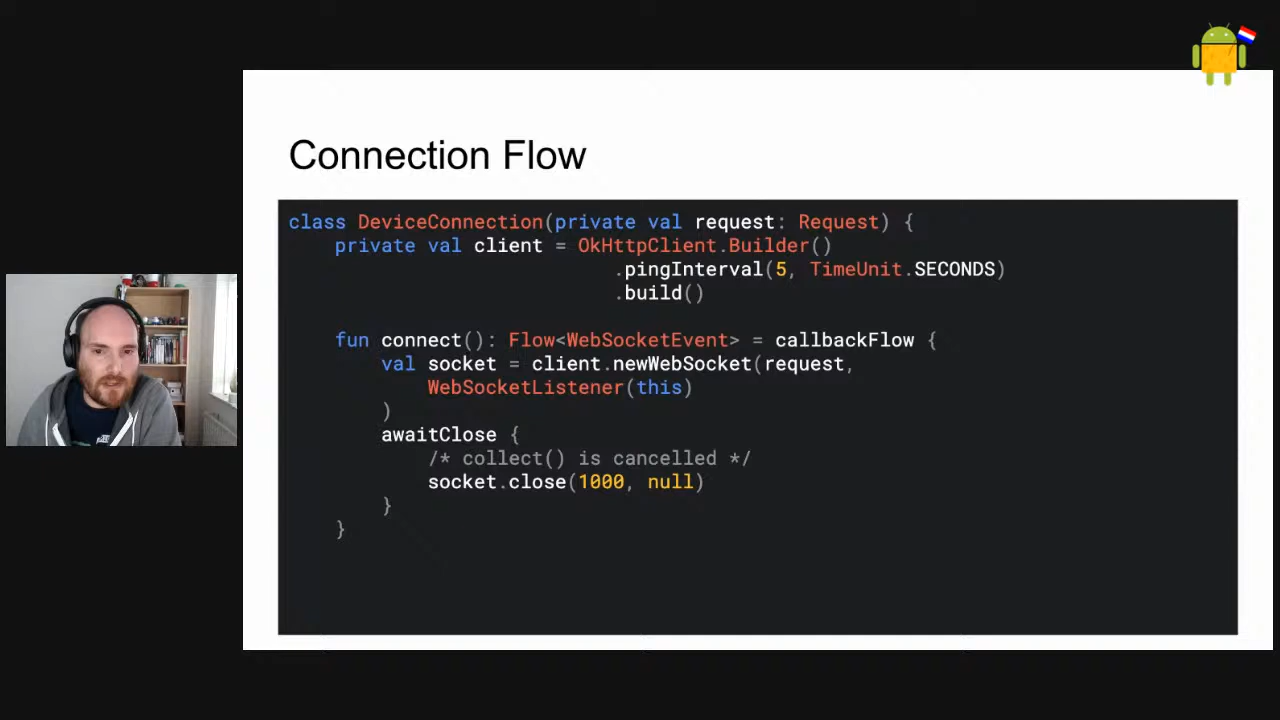 Connection Flow
class DeviceConnection(private val request: Request) {
    private val client = OkHttpClient.Builder()
                            .pingInterval(5, TimeUnit.SECONDS)
                            .build()
    fun connect(): Flow<WebSocketEvent> = callbackFlow {
        val socket = client.newWebSocket(request,
            WebSocketListener(this)
        )
        awaitClose {
            /* collect() is cancelled */
            socket.close(1000, null)
        }
    }